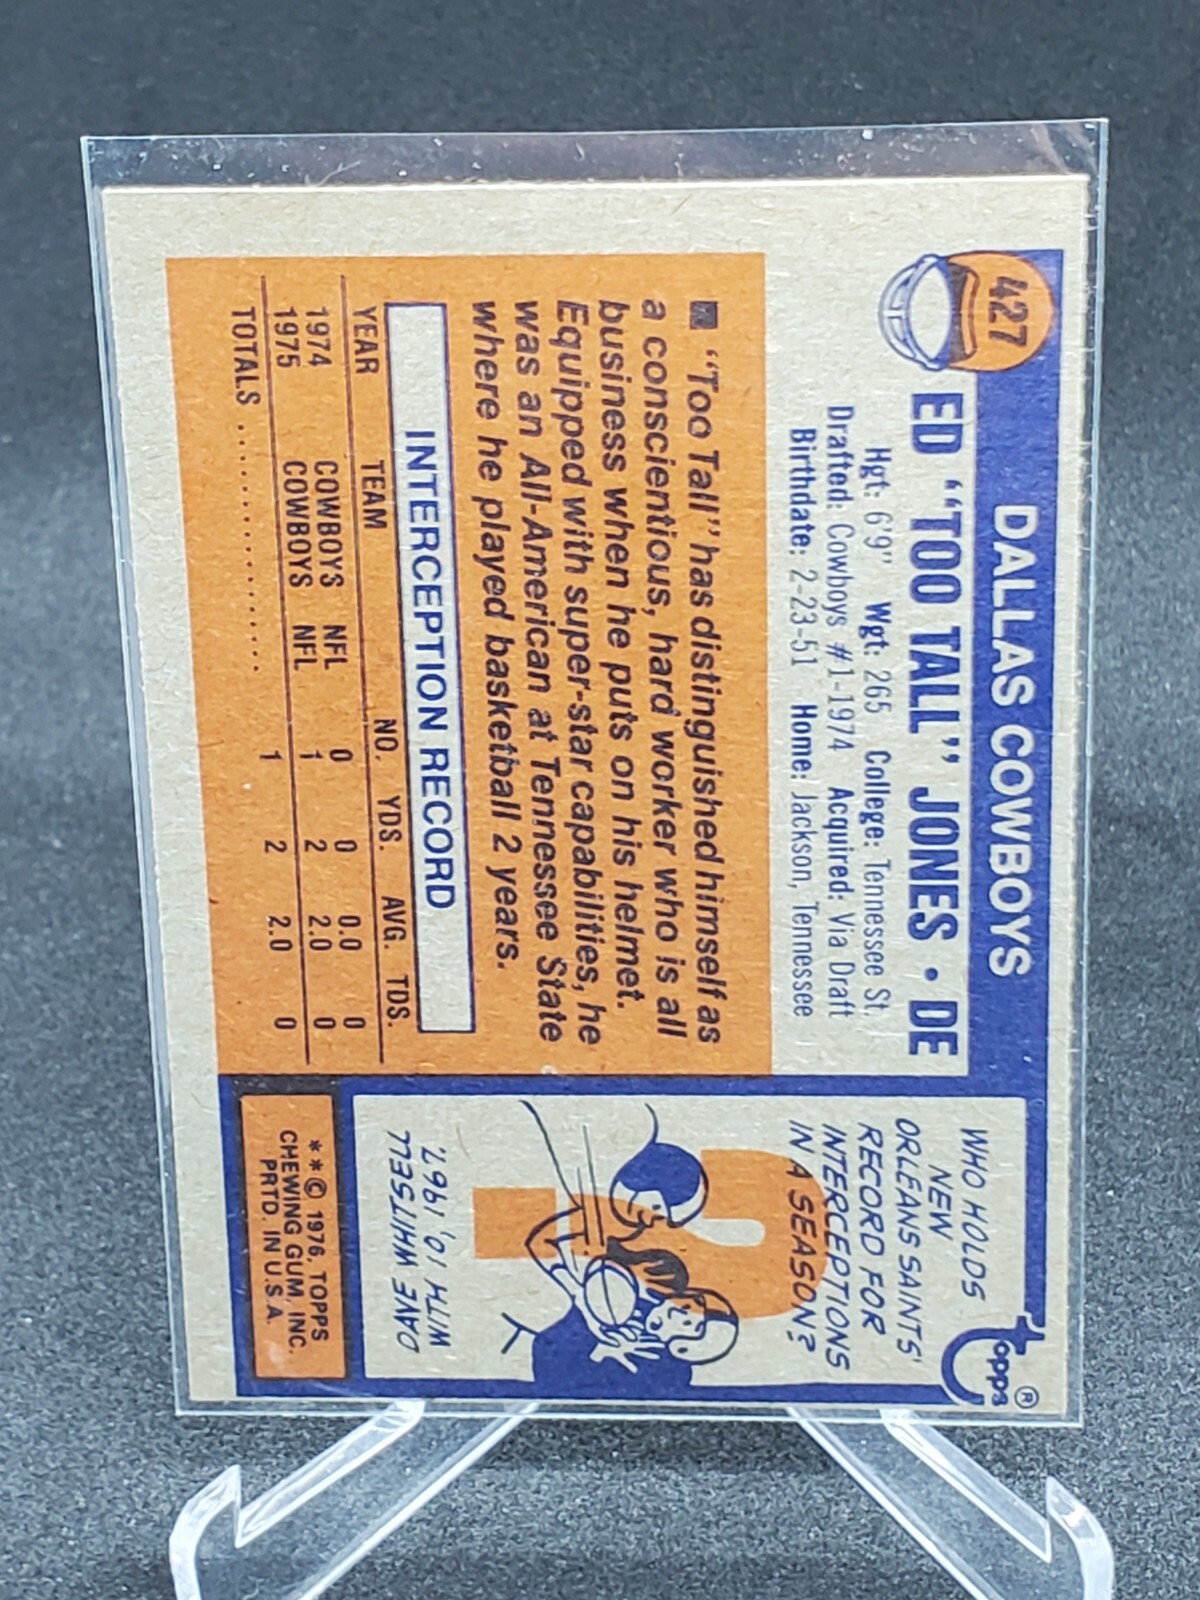 427
DALLAS COWBOYS
ED "TOO TALL" JONES • DE
Hgt: 6'9" Wgt: 265 College: Tennessee St.
Drafted: Cowboys #1-1974 Acquired: Via Draft
Birthdate: 2-23-51 Home: Jackson, Tennessee
■ "Too Tall" has distinguished himself as
a conscientious, hard worker who is all
business when he puts on his helmet.
Equipped with super-star capabilities, he
was an All-American at Tennessee State
where he played basketball 2 years.
INTERCEPTION RECORD
YEAR TEAM NO. YDS. AVG. TDS.
1974 COWBOYS NFL 0 0 0.0 0
1975 COWBOYS NFL 1 2 2.0 0
TOTALS .................... 1 2 2.0 0
topps®
WHO HOLDS
NEW
ORLEANS SAINTS'
RECORD FOR
INTERCEPTIONS
IN A SEASON?
DAVE WHITSELL
WITH 10, 1967.
**© 1976, TOPPS
CHEWING GUM, INC.
PRTD. IN U.S.A.